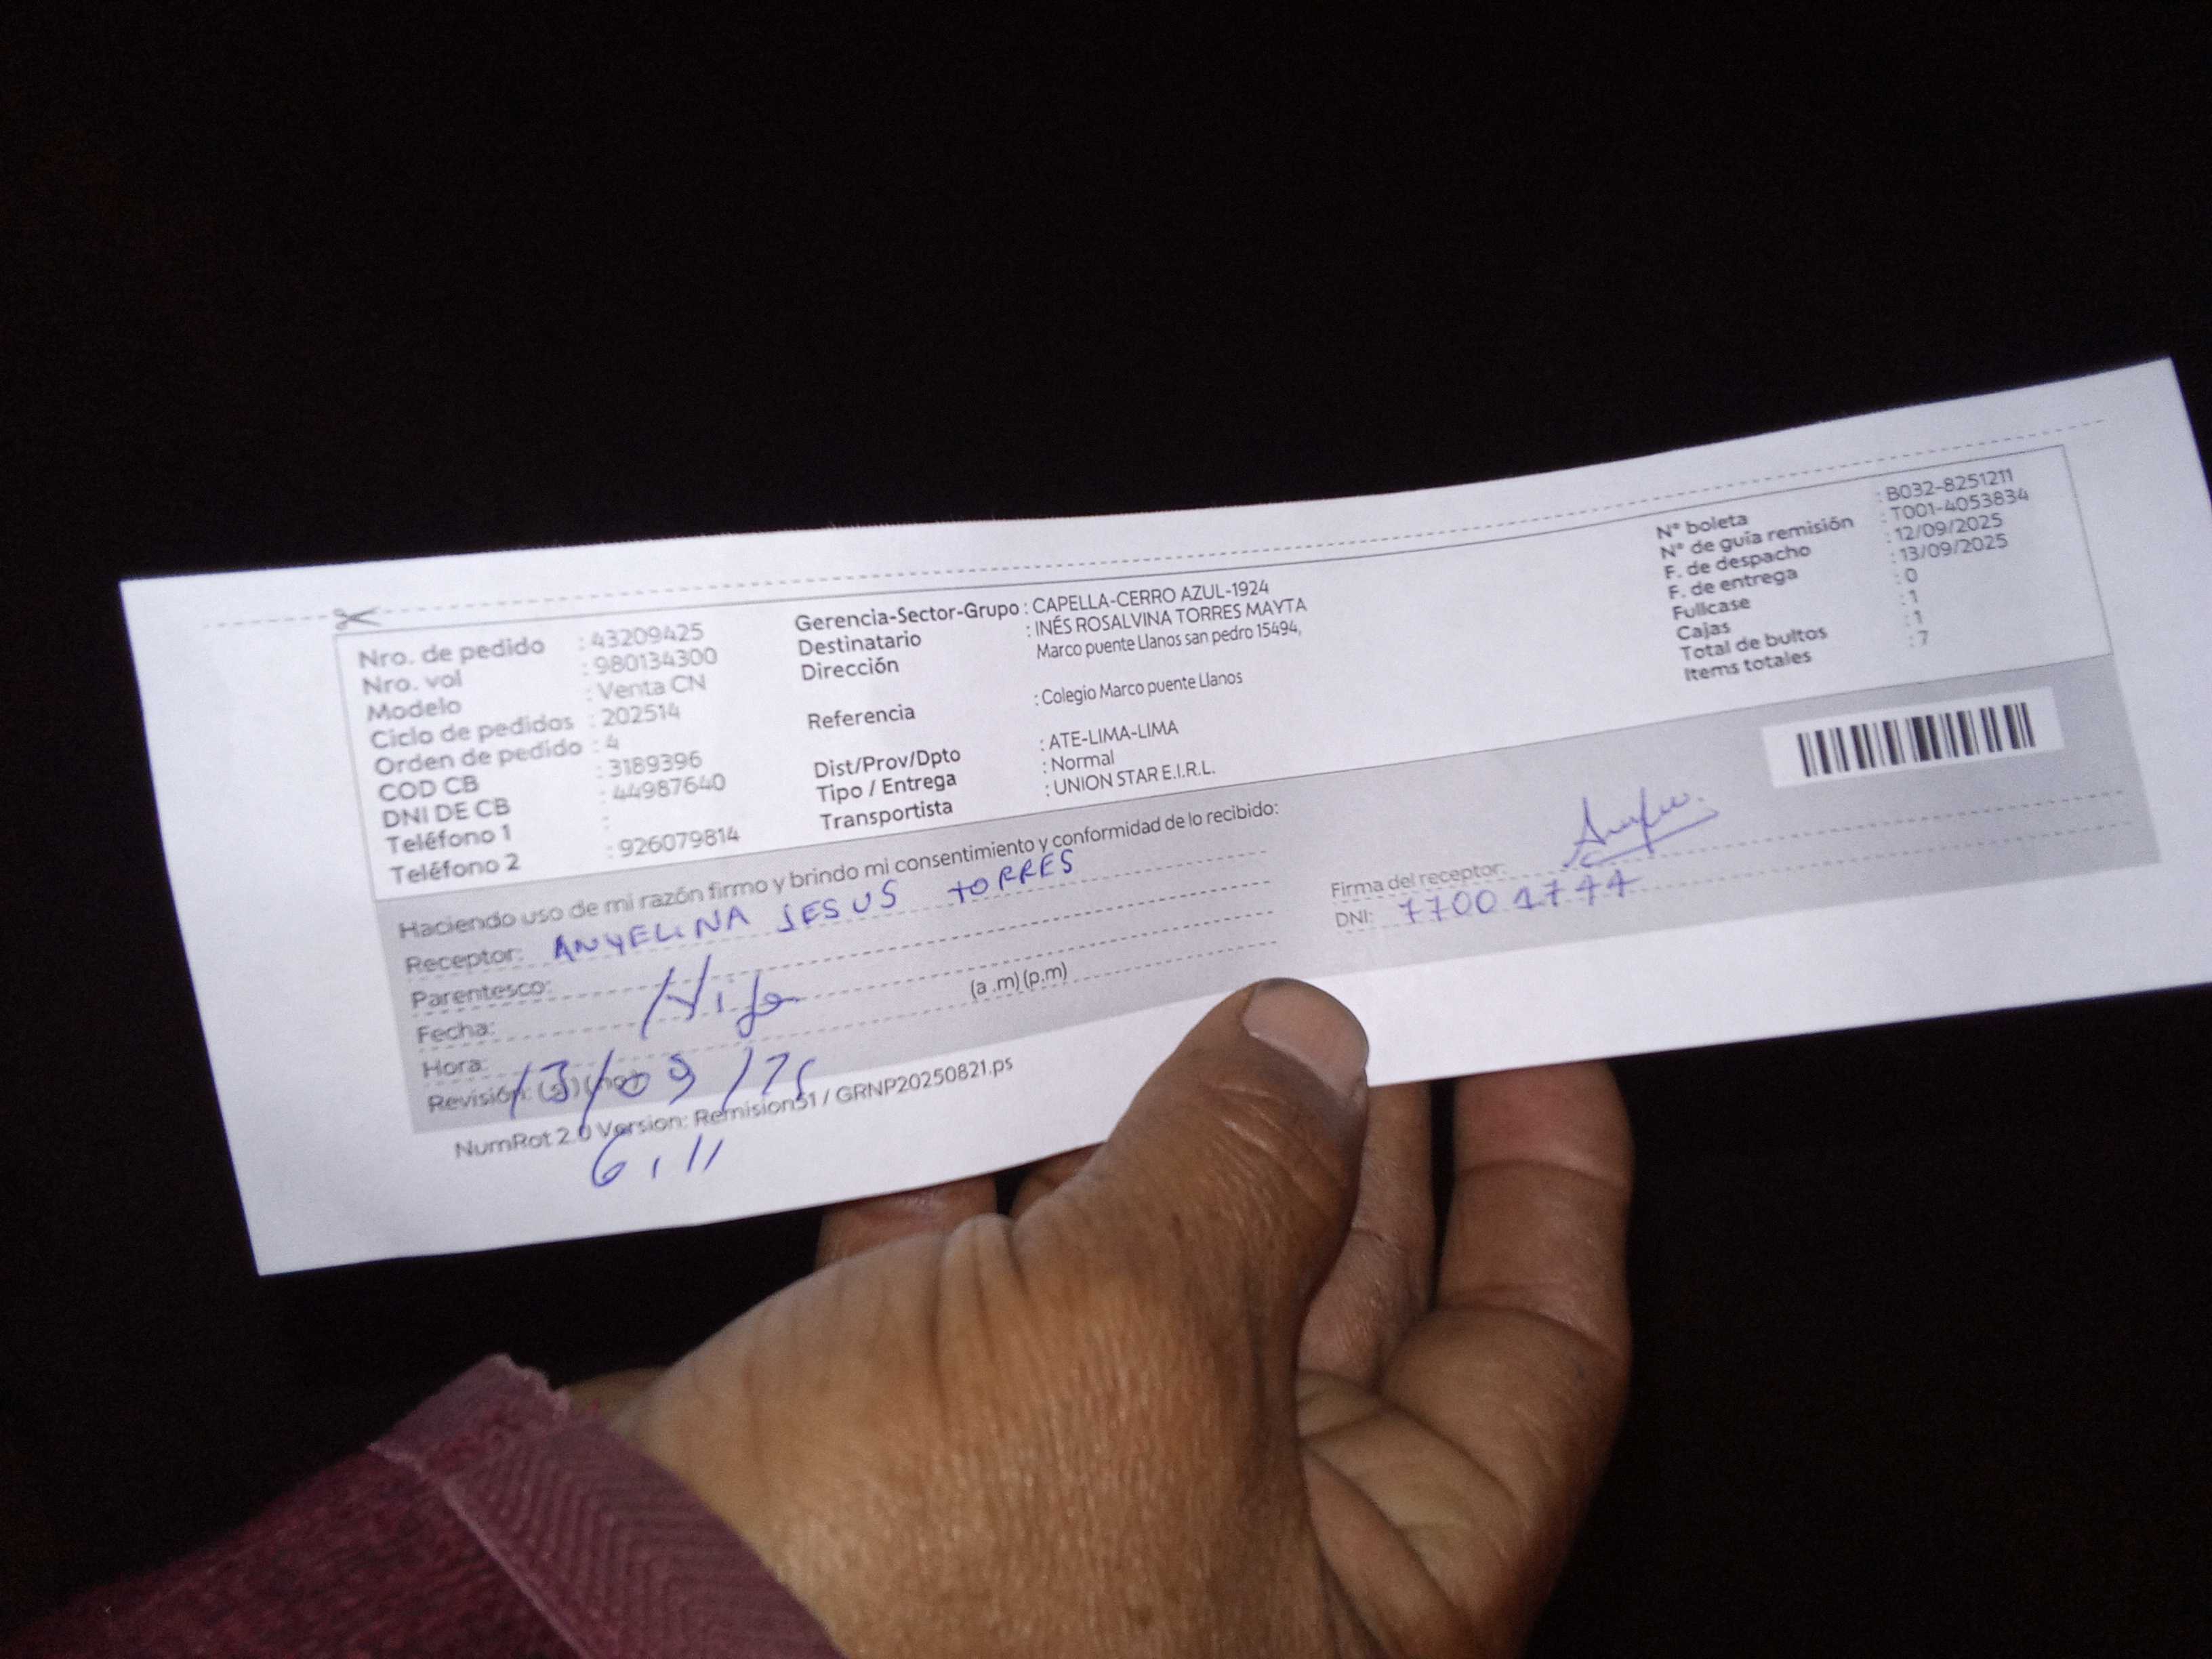 Nro. de pedido : 43209425
Nro. vol : 980134300
Modelo : Venta CN
Ciclo de pedidos : 202514
Orden de pedido : 4
COD CB : 3189396
DNI DE CB : 44987640
Teléfono 1 :
Teléfono 2 : 926079814
Gerencia-Sector-Grupo : CAPELLA-CERRO AZUL-1924
Destinatario : INÉS ROSALVINA TORRES MAYTA
Dirección Marco puente Llanos san pedro 15494,
Referencia : Colegio Marco puente Llanos
Dist/Prov/Dpto : ATE-LIMA-LIMA
Tipo / Entrega : Normal
Transportista : UNION STAR E.I.R.L.
N° boleta : B032-8251211
N° de guía remisión : T001-4053834
F. de despacho : 12/09/2025
F. de entrega : 13/09/2025
Fullcase : 0
Cajas : 1
Total de bultos : 1
Items totales : 7
Haciendo uso de mi razón firmo y brindo mi consentimiento y conformidad de lo recibido:
Receptor: ANYELINA JESUS TORRES
Parentesco:
Fecha: Hija
Hora: (a .m) (p.m)
Revisión: 13/09/25
NumRot 2.0 Version: Remision51 / GRNP20250821.ps
6,11
Firma del receptor:
DNI: 77001744